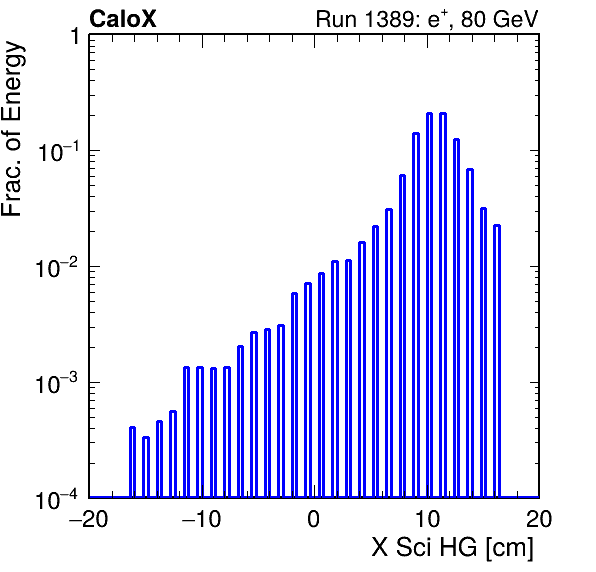 CaloX Run 1389: e⁺, 80 GeV
Frac. of Energy
1
10⁻¹
10⁻²
10⁻³
10⁻⁴
−20 −10 0 10 20
X Sci HG [cm]